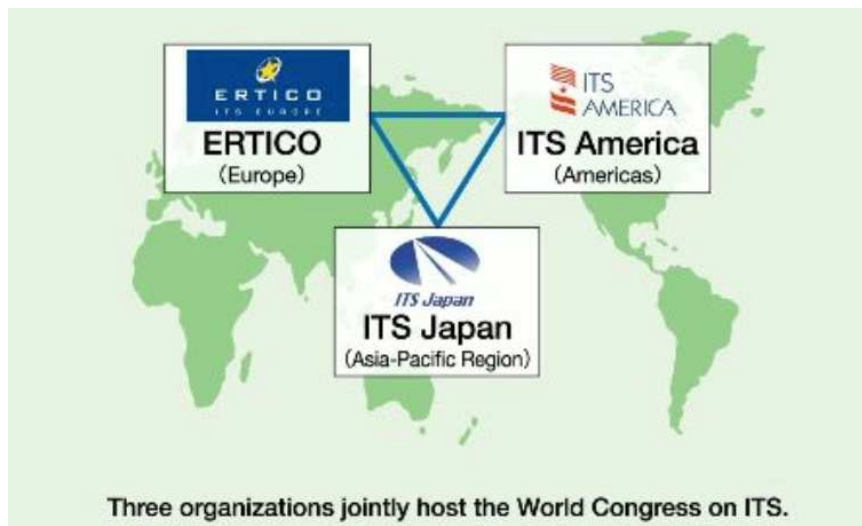 ERTICO
ITS EUROPE
ERTICO
(Europe)
ITS
AMERICA
ITS America
(Americas)
ITS Japan
ITS Japan
(Asia-Pacific Region)
Three organizations jointly host the World Congress on ITS.